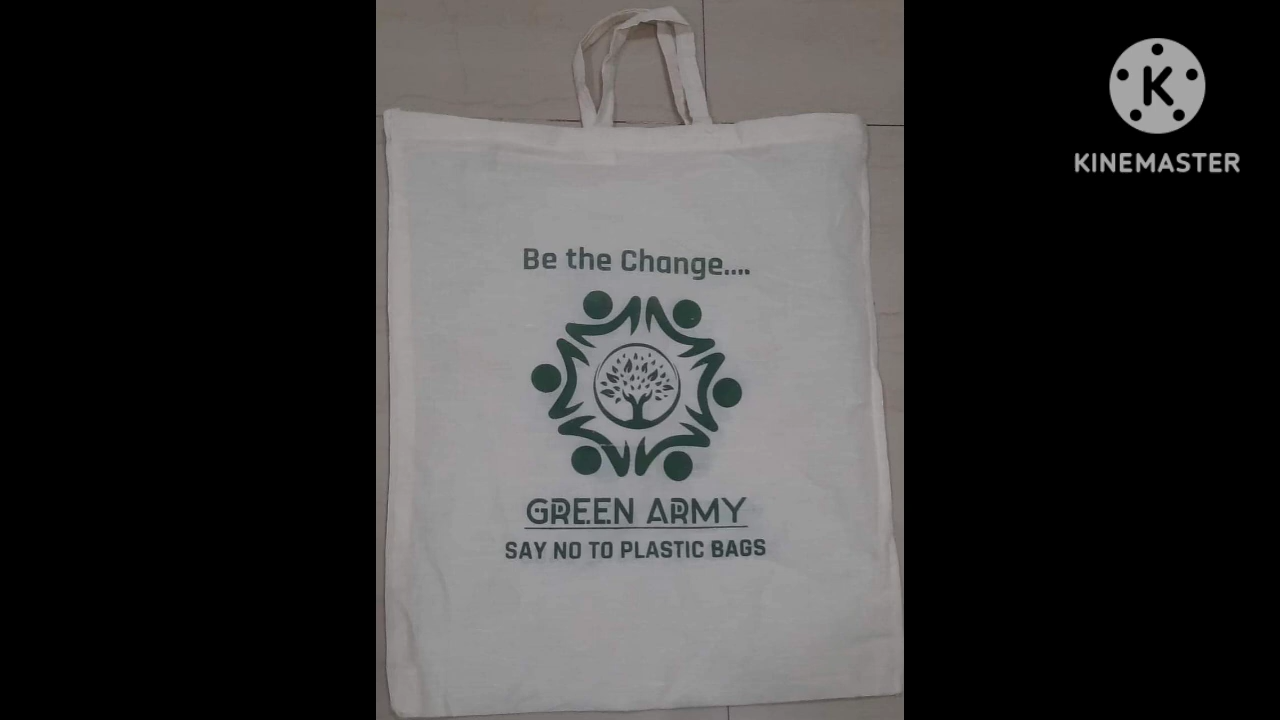 Be the Change....
GREEN ARMY
SAY NO TO PLASTIC BAGS
K
KINEMASTER